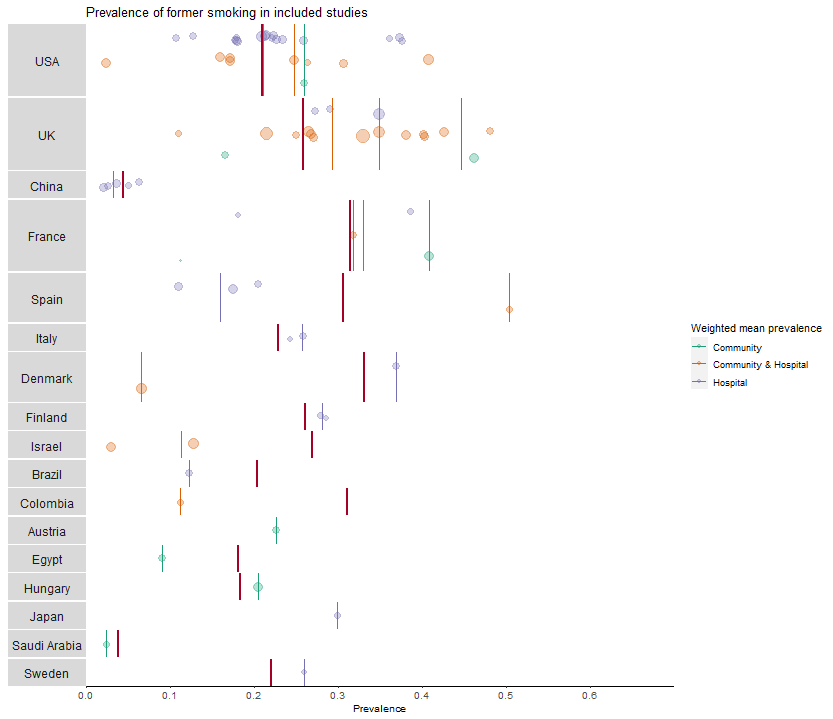 Prevalence of former smoking in included studies
USA
UK
China
France
Spain
Italy
Denmark
Finland
Israel
Brazil
Colombia
Austria
Egypt
Hungary
Japan
Saudi Arabia
Sweden
0.0 0.1 0.2 0.3 0.4 0.5 0.6
Prevalence
Weighted mean prevalence
Community
Community & Hospital
Hospital